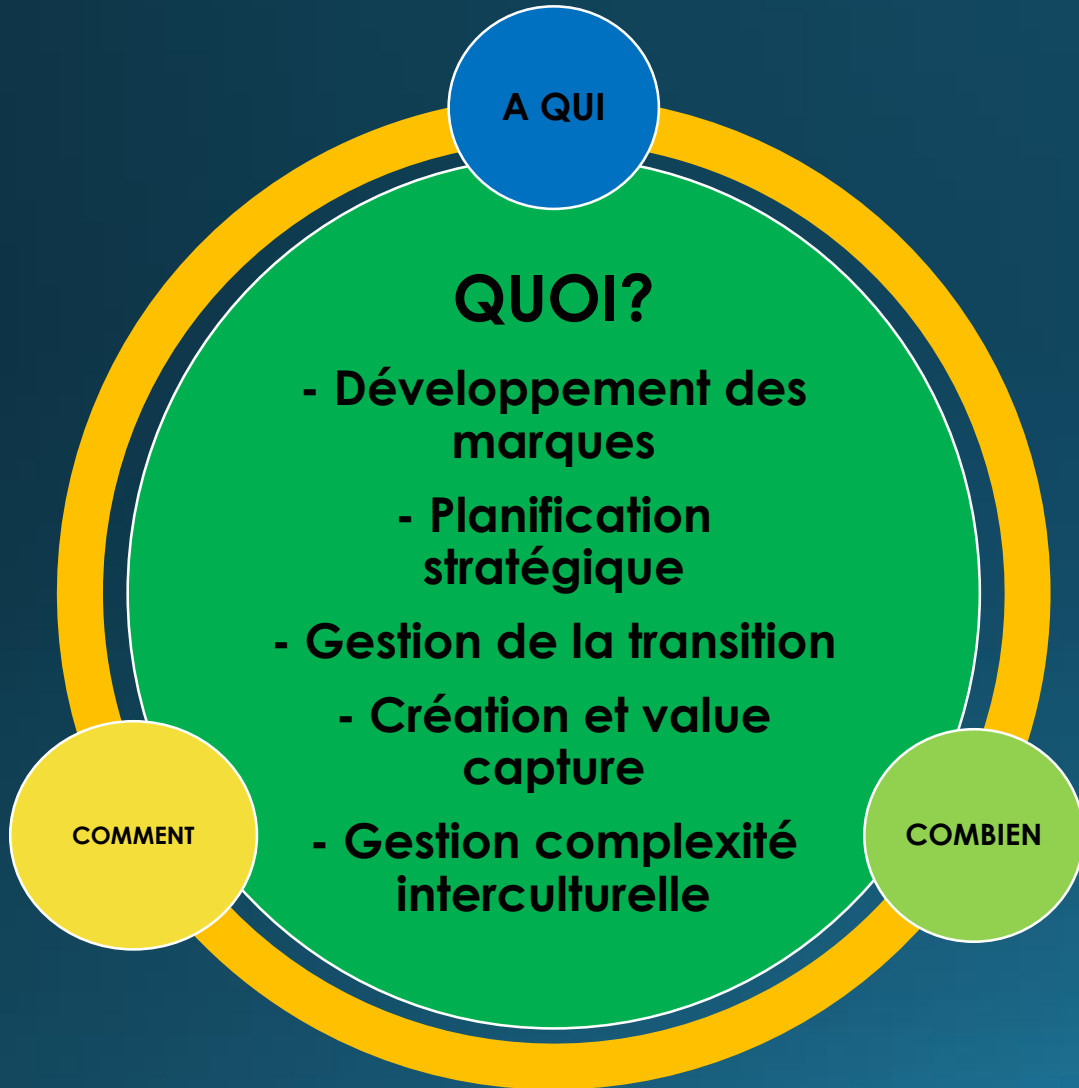 A QUI
QUOI?
- Développement des
marques
- Planification
stratégique
- Gestion de la transition
- Création et value
capture
- Gestion complexité
interculturelle
COMMENT
COMBIEN